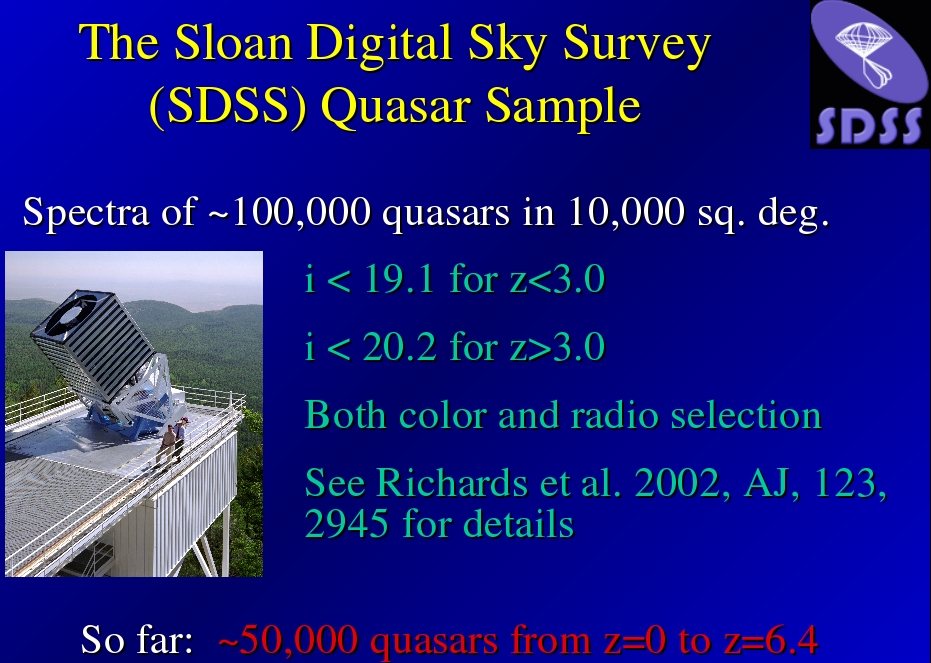 The Sloan Digital Sky Survey
(SDSS) Quasar Sample
SDSS
Spectra of ~100,000 quasars in 10,000 sq. deg.
i < 19.1 for z<3.0
i < 20.2 for z>3.0
Both color and radio selection
See Richards et al. 2002, AJ, 123,
2945 for details
So far: ~50,000 quasars from z=0 to z=6.4